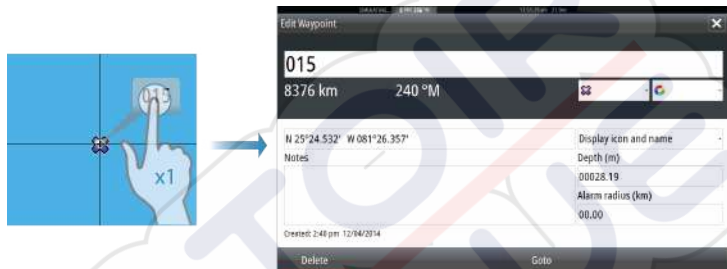 Edit Waypoint
015
015
8376 km 240 °M
x1
N 25°24.532' W 081°26.357'
Display icon and name
Notes
Depth (m)
00028.19
Alarm radius (km)
00.00
Created: 2:40 pm 12/04/2014
Delete Goto